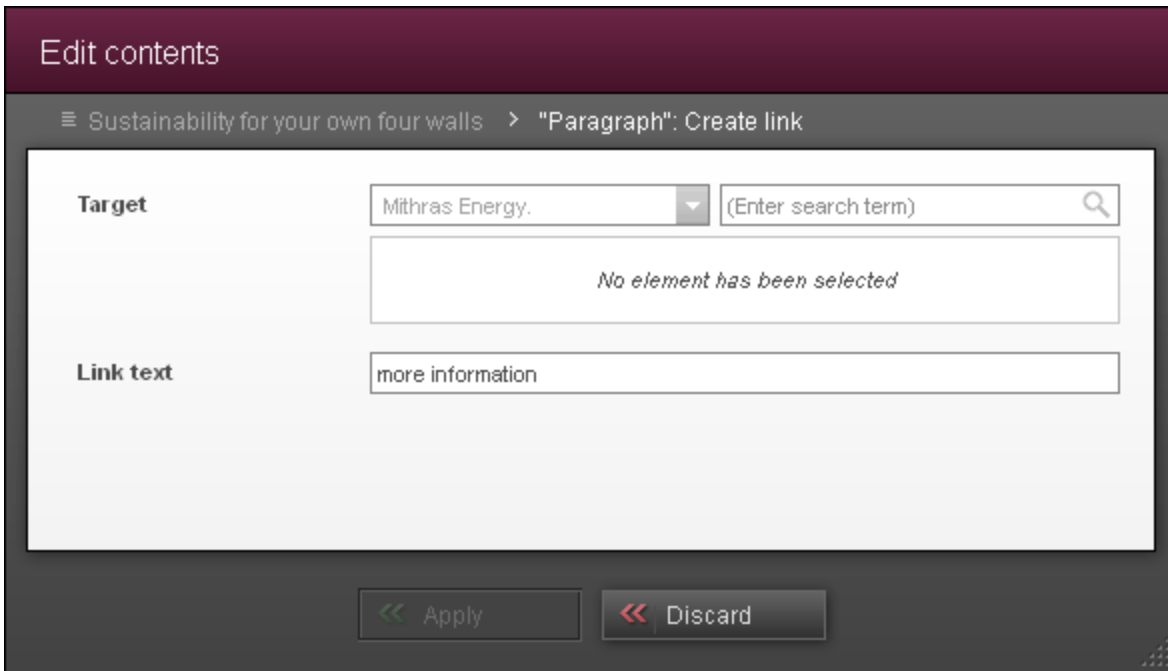 Edit contents
Sustainability for your own four walls > "Paragraph": Create link
Target Mithras Energy. (Enter search term)
No element has been selected
Link text more information
Apply Discard